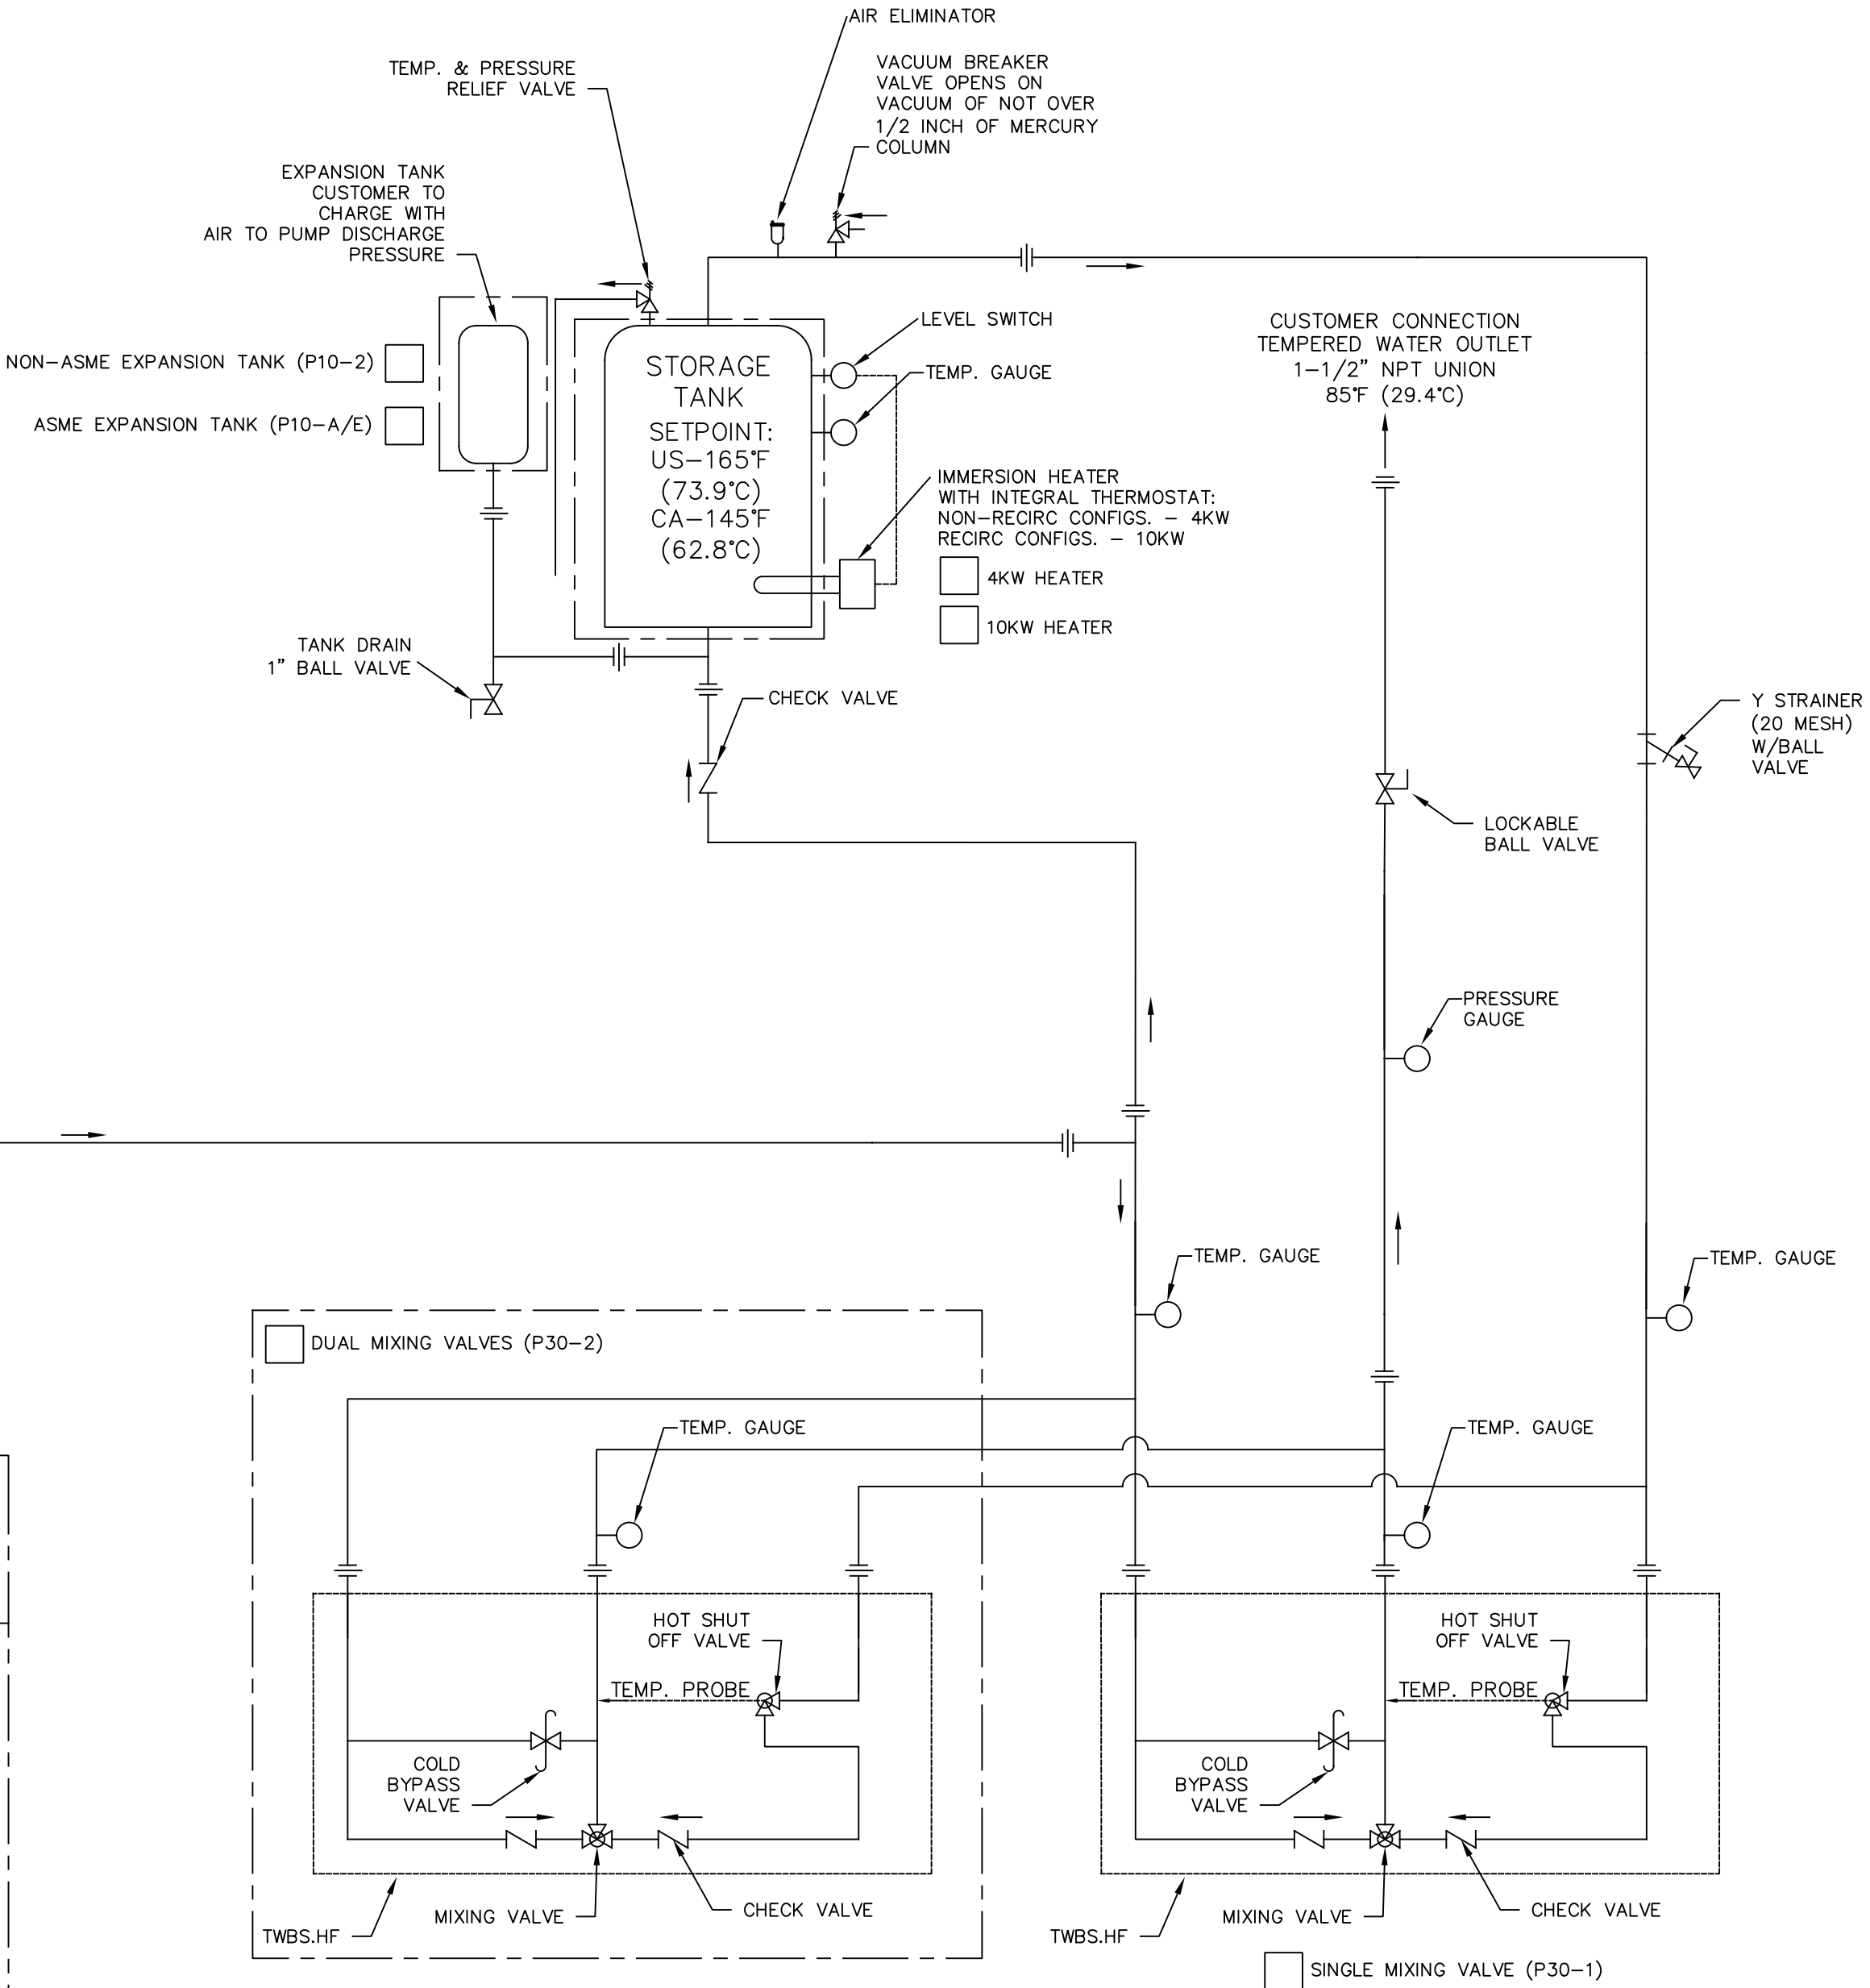 AIR ELIMINATOR
VACUUM BREAKER
VALVE OPENS ON
VACUUM OF NOT OVER
1/2 INCH OF MERCURY
COLUMN
TEMP. & PRESSURE
RELIEF VALVE
EXPANSION TANK
CUSTOMER TO
CHARGE WITH
AIR TO PUMP DISCHARGE
PRESSURE
NON-ASME EXPANSION TANK (P10-2)
ASME EXPANSION TANK (P10-A/E)
STORAGE
TANK
SETPOINT:
US-165°F
(73.9°C)
CA-145°F
(62.8°C)
LEVEL SWITCH
TEMP. GAUGE
IMMERSION HEATER
WITH INTEGRAL THERMOSTAT:
NON-RECIRC CONFIGS. - 4KW
RECIRC CONFIGS. - 10KW
4KW HEATER
10KW HEATER
CUSTOMER CONNECTION
TEMPERED WATER OUTLET
1-1/2" NPT UNION
85°F (29.4°C)
TANK DRAIN
1" BALL VALVE
CHECK VALVE
Y STRAINER
(20 MESH)
W/BALL
VALVE
LOCKABLE
BALL VALVE
PRESSURE
GAUGE
TEMP. GAUGE
TEMP. GAUGE
DUAL MIXING VALVES (P30-2)
TEMP. GAUGE
TEMP. GAUGE
HOT SHUT
OFF VALVE
TEMP. PROBE
COLD
BYPASS
VALVE
MIXING VALVE
CHECK VALVE
TWBS.HF
HOT SHUT
OFF VALVE
TEMP. PROBE
COLD
BYPASS
VALVE
MIXING VALVE
CHECK VALVE
TWBS.HF
SINGLE MIXING VALVE (P30-1)